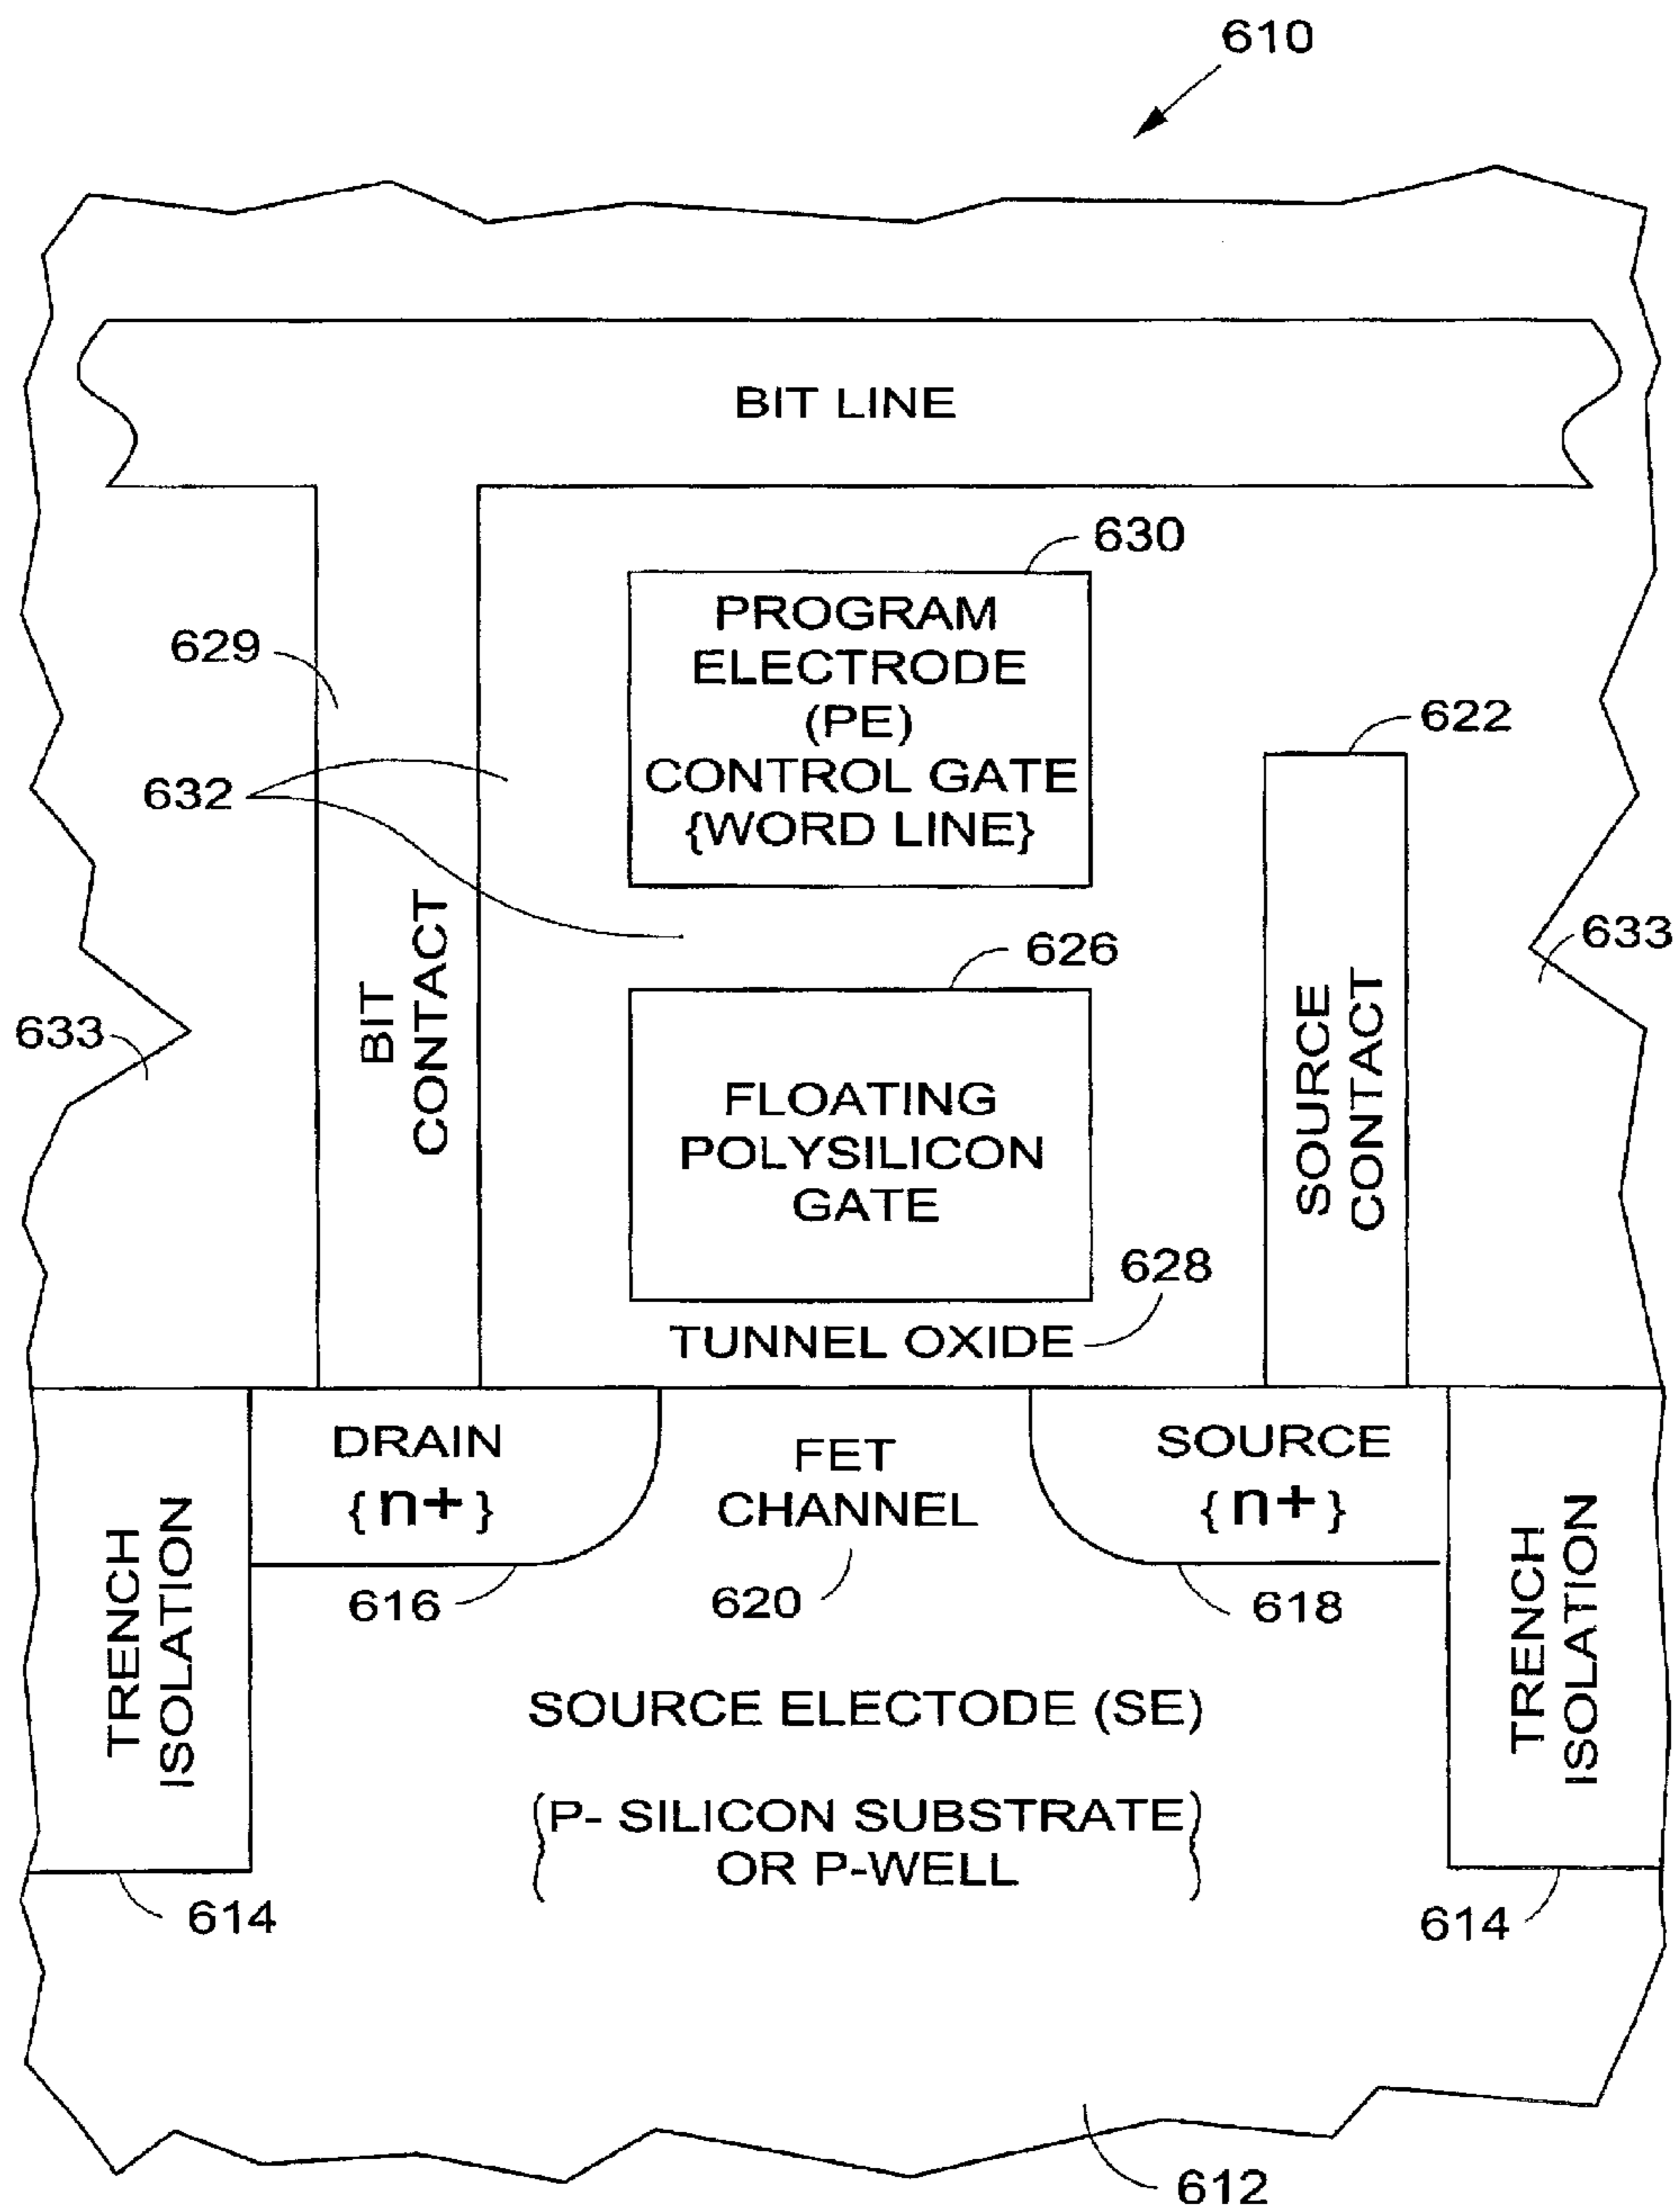 610
BIT LINE
630
PROGRAM
ELECTRODE
(PE)
CONTROL GATE
{WORD LINE}
629
622
632
BIT
CONTACT
626
633
633
SOURCE
CONTACT
FLOATING
POLYSILICON
GATE
628
TUNNEL OXIDE
DRAIN
{n+}
FET
CHANNEL
SOURCE
{n+}
TRENCH
ISOLATION
TRENCH
ISOLATION
616
620
618
SOURCE ELECTODE (SE)
{P- SILICON SUBSTRATE
OR P-WELL}
614
614
612